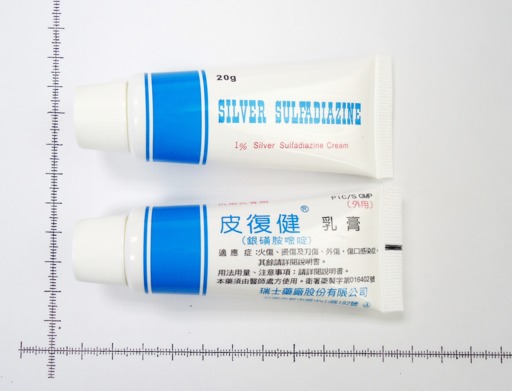 20g
SILVER SULFADIAZINE
1% Silver Sulfadiazine Cream
PIC/S GMP
(外用)
皮復健® 乳膏
(銀磺胺嘧啶)
適應症:火傷、燙傷及刀傷、外傷，傷口感染症，
其餘請詳閱說明書。
用法用量、注意事項：請詳閱說明書。
本藥須由醫師處方使用。衛署藥製字第016402號
瑞士藥廠股份有限公司